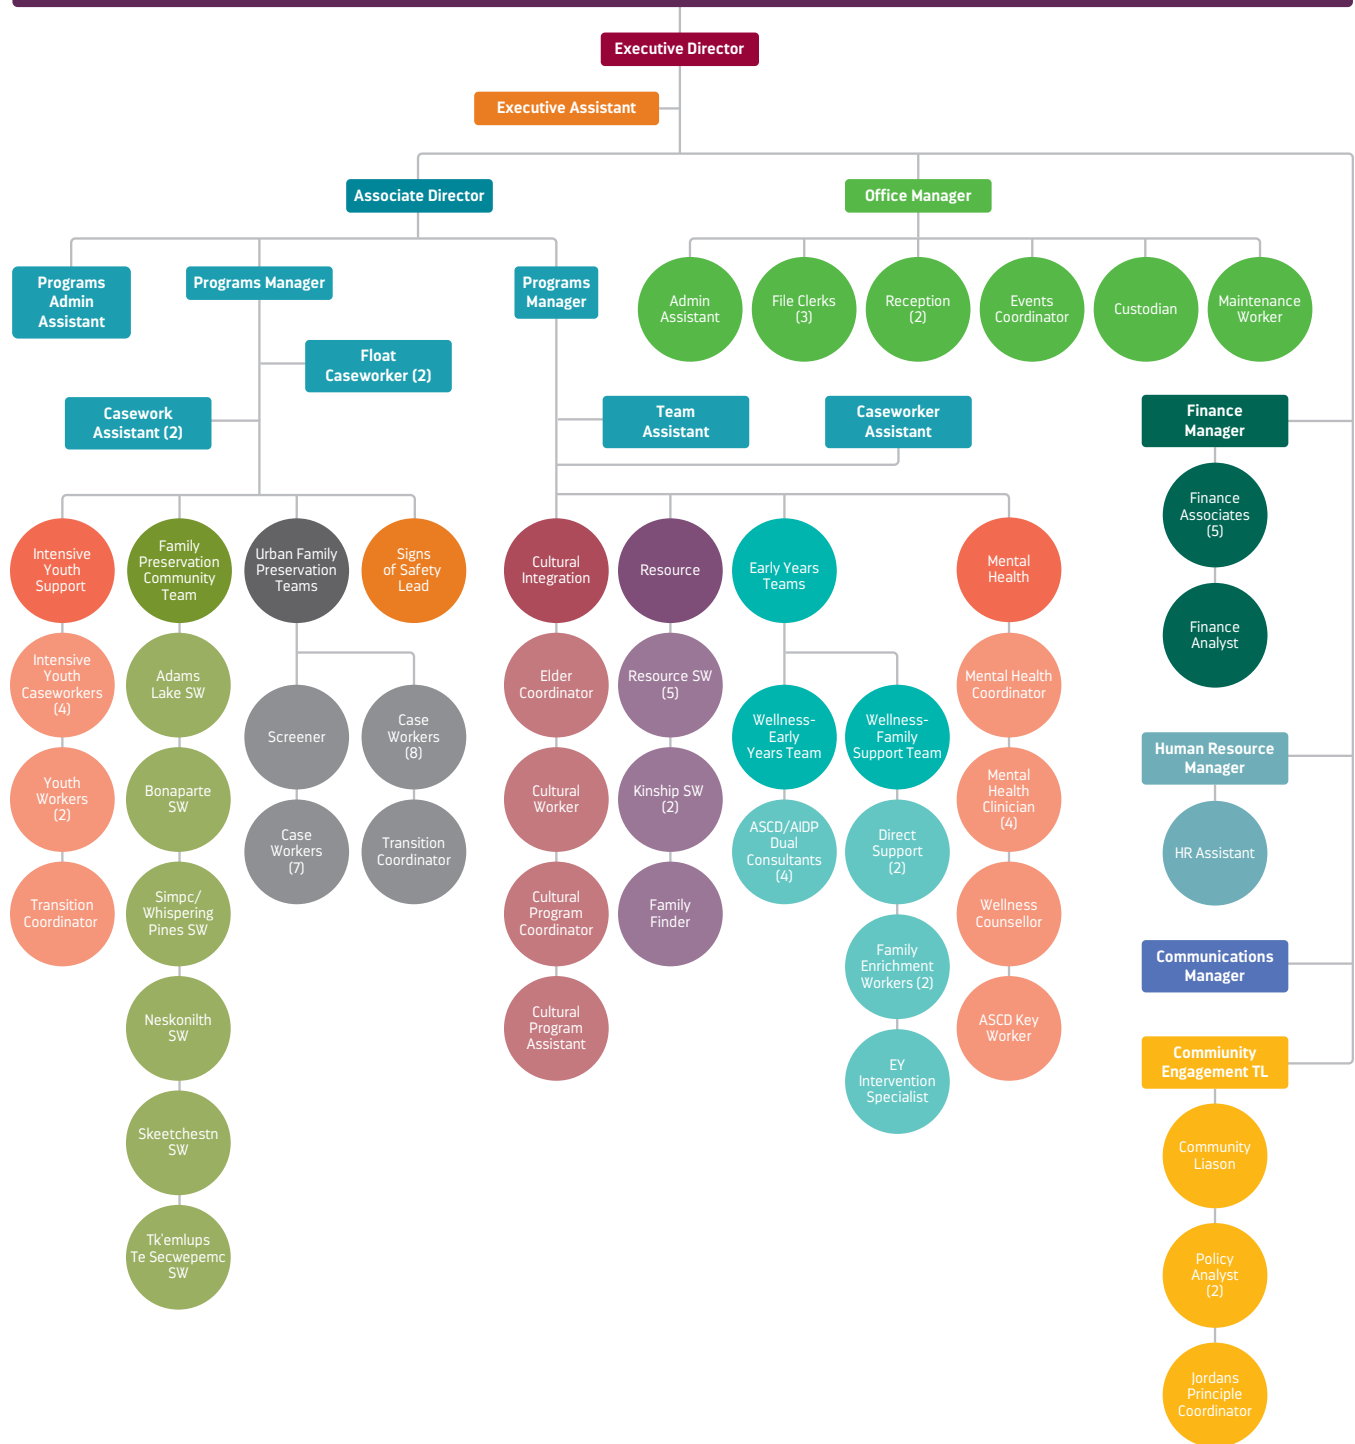 Executive Director
Executive Assistant
Associate Director
Office Manager
Programs
Admin
Assistant
Programs Manager
Programs
Manager
Admin
Assistant
File Clerks
(3)
Reception
(2)
Events
Coordinator
Custodian
Maintenance
Worker
Float
Caseworker (2)
Casework
Assistant (2)
Team
Assistant
Caseworker
Assistant
Finance
Manager
Finance
Associates
(5)
Finance
Analyst
Intensive
Youth
Support
Family
Preservation
Community
Team
Urban Family
Preservation
Teams
Signs
of Safety
Lead
Cultural
Integration
Resource
Early Years
Teams
Mental
Health
Intensive
Youth
Caseworkers
(4)
Youth
Workers
(2)
Transition
Coordinator
Adams
Lake SW
Bonaparte
SW
Simpc/
Whispering
Pines SW
Neskonilth
SW
Skeetchestn
SW
Tk'emlups
Te Secwepemc
SW
Screener
Case
Workers
(7)
Case
Workers
(8)
Transition
Coordinator
Elder
Coordinator
Cultural
Worker
Cultural
Program
Coordinator
Cultural
Program
Assistant
Resource SW
(5)
Kinship SW
(2)
Family
Finder
Wellness-
Early
Years Team
ASCD/AIDP
Dual
Consultants
(4)
Wellness-
Family
Support Team
Direct
Support
(2)
Family
Enrichment
Workers (2)
EY
Intervention
Specialist
Mental Health
Coordinator
Mental
Health
Clinician
(4)
Wellness
Counsellor
ASCD Key
Worker
Human Resource
Manager
HR Assistant
Communications
Manager
Commiunity
Engagement TL
Community
Liason
Policy
Analyst
(2)
Jordans
Principle
Coordinator